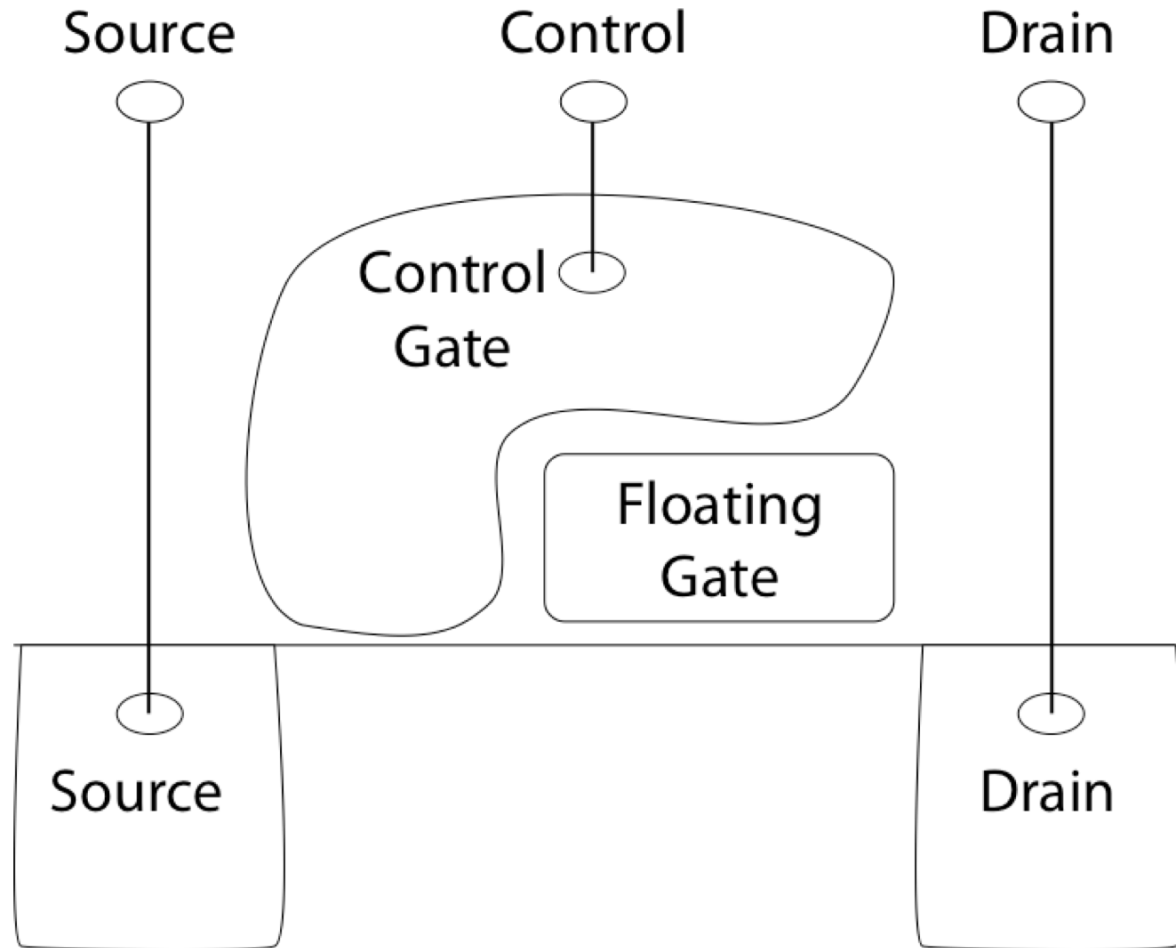 Source
Control
Drain
Control
Gate
Floating
Gate
Source
Drain